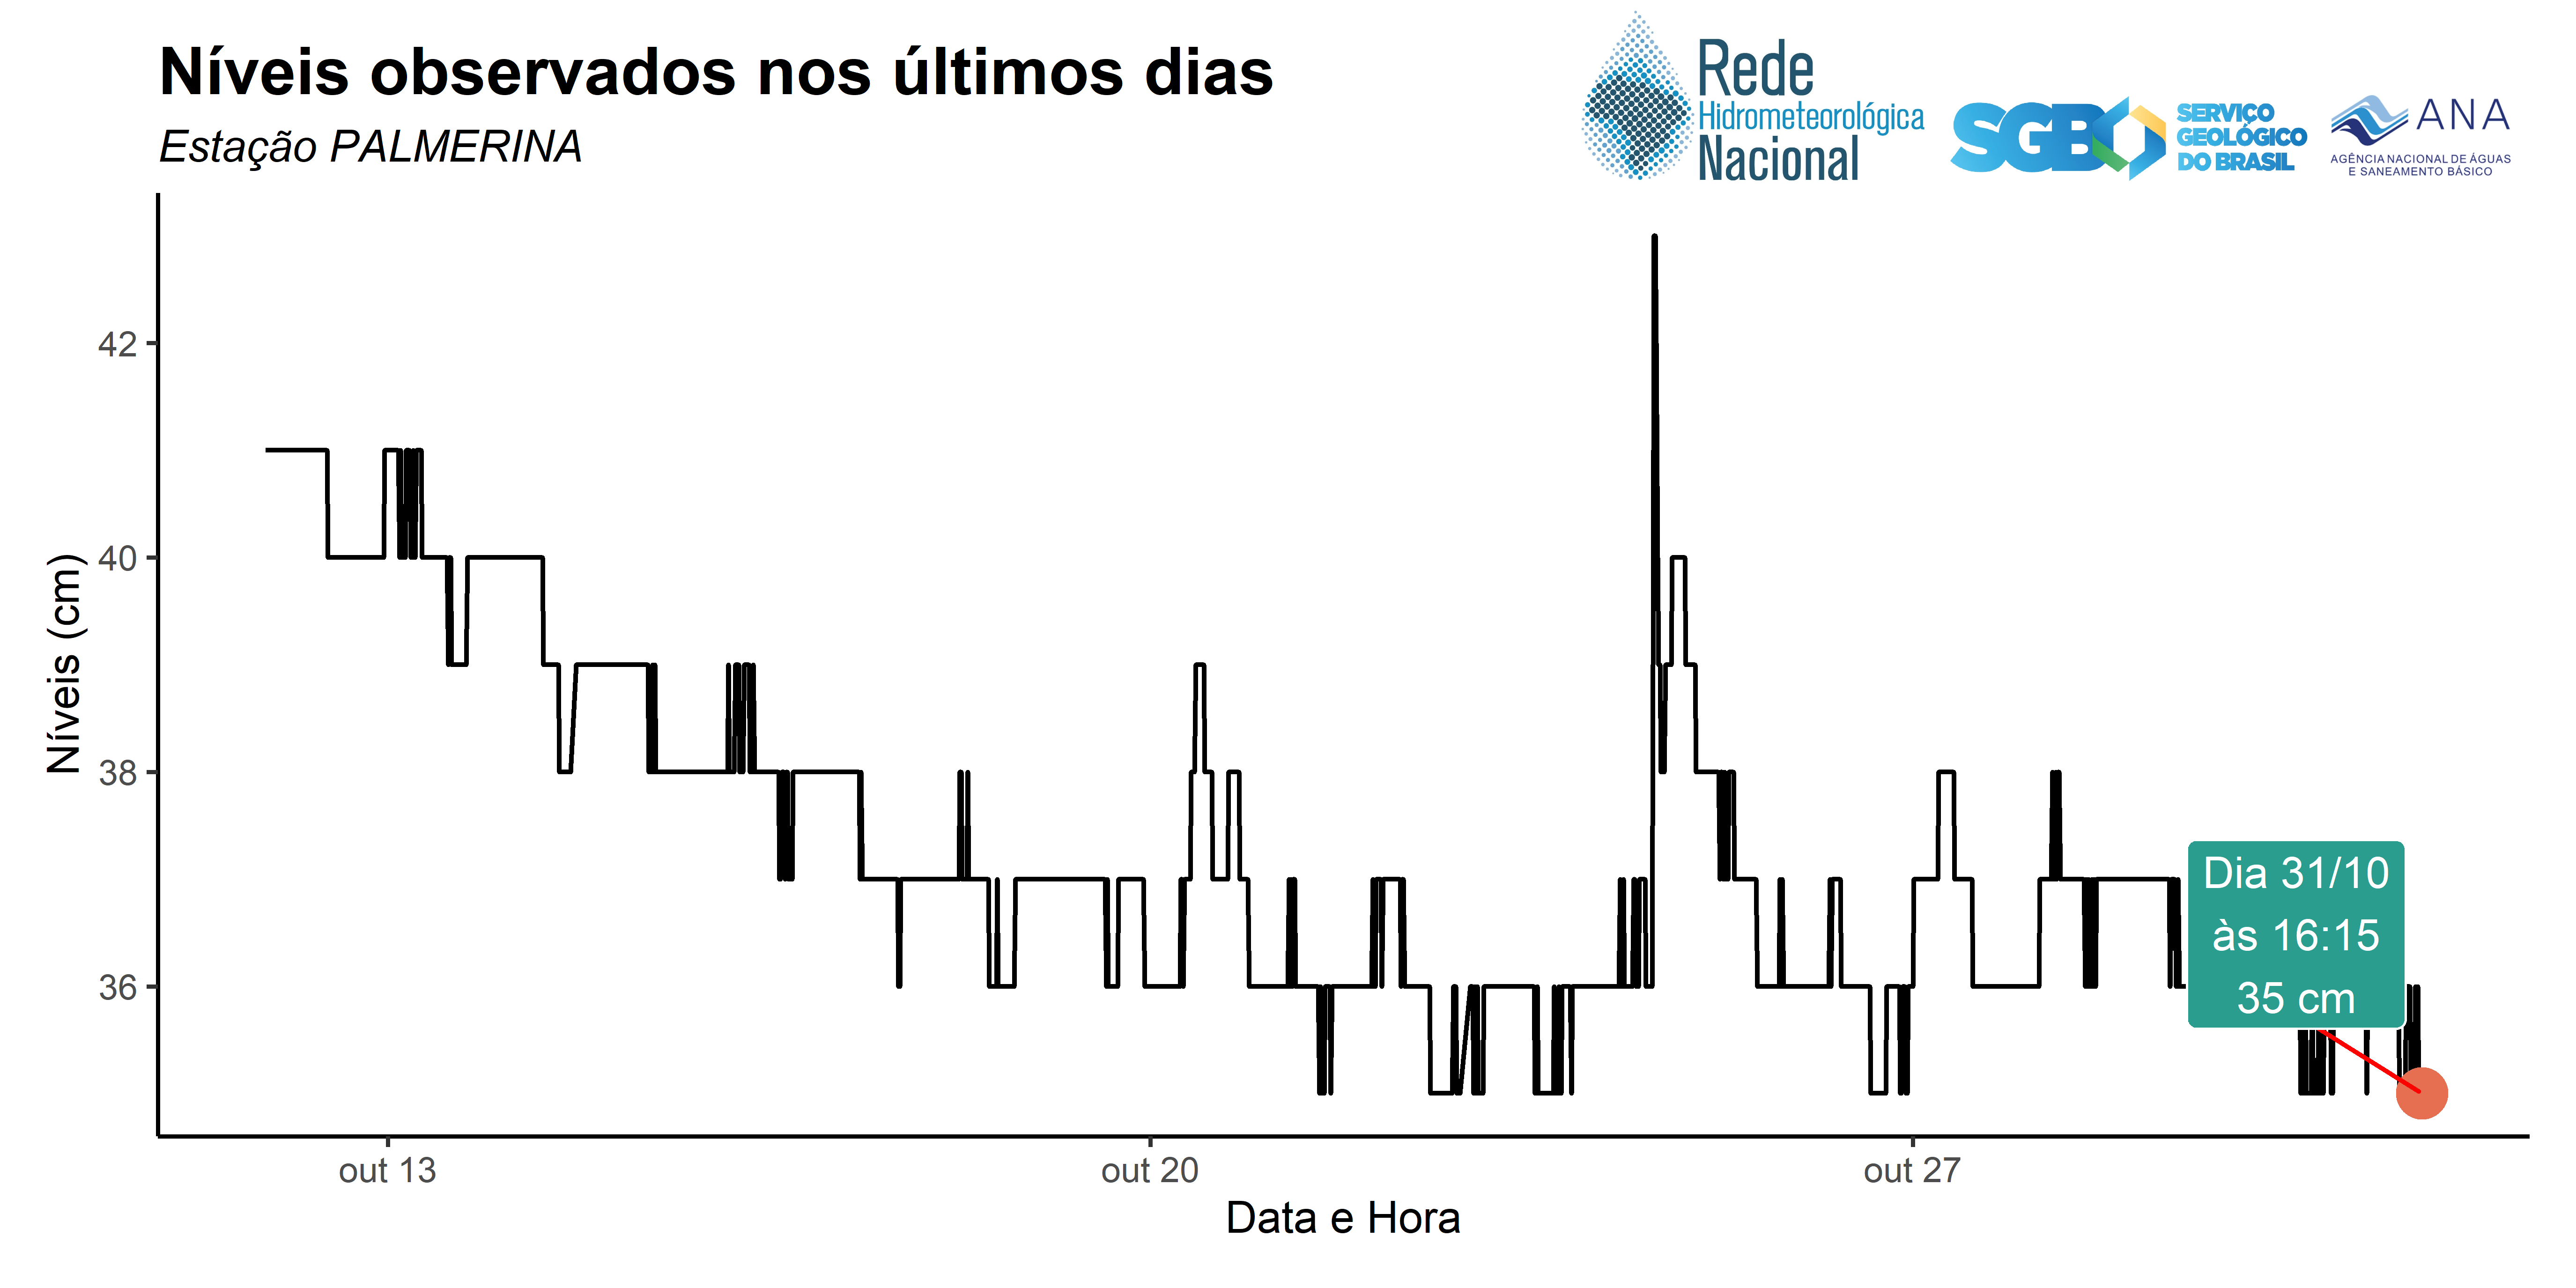 Níveis observados nos últimos dias
Estação PALMERINA
Rede
Hidrometeorológica
Nacional
SGB
SERVIÇO
GEOLÓGICO
DO BRASIL
ANA
AGÊNCIA NACIONAL DE ÁGUAS
E SANEAMENTO BÁSICO
Níveis (cm)
42
40
38
36
Dia 31/10
às 16:15
35 cm
out 13
out 20
out 27
Data e Hora